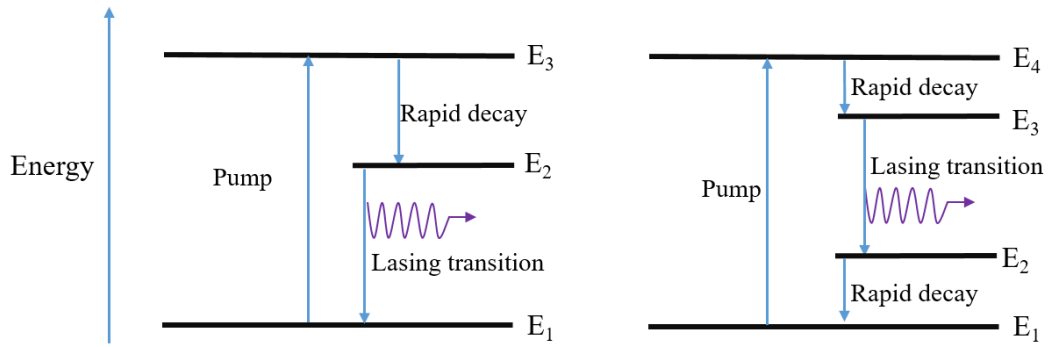 Energy
E₃
Rapid decay
E₂
Pump
Lasing transition
E₁
E₄
Rapid decay
E₃
Lasing transition
Pump
E₂
Rapid decay
E₁